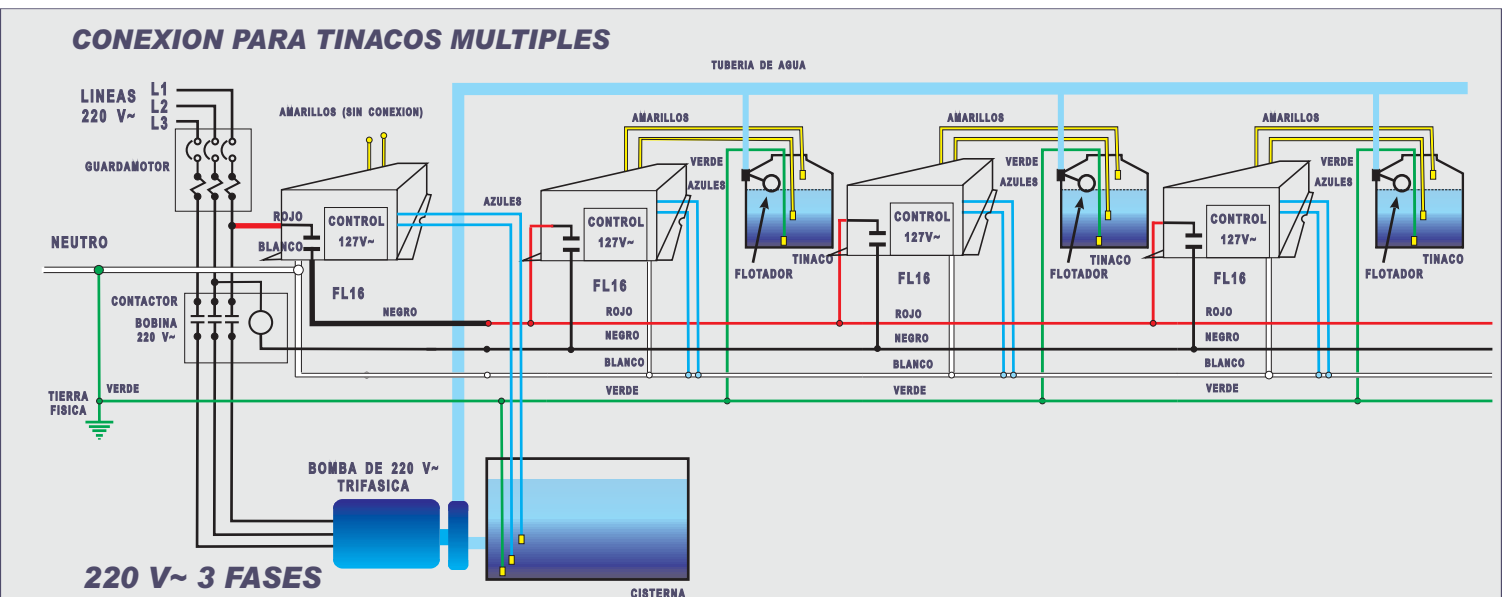 CONEXION PARA TINACOS MULTIPLES
TUBERIA DE AGUA
LINEAS
220 V~
L1
L2
L3
AMARILLOS (SIN CONEXION)
GUARDAMOTOR
ROJO
BLANCO
CONTROL
127V~
FL16
NEUTRO
CONTACTOR
BOBINA
220 V~
NEGRO
AZULES
AMARILLOS
VERDE
AZULES
CONTROL
127V~
FL16
FLOTADOR
TINACO
AMARILLOS
VERDE
AZULES
CONTROL
127V~
FL16
FLOTADOR
TINACO
AMARILLOS
VERDE
AZULES
CONTROL
127V~
FL16
FLOTADOR
TINACO
ROJO
ROJO
ROJO
NEGRO
NEGRO
NEGRO
BLANCO
BLANCO
BLANCO
VERDE
VERDE
VERDE
VERDE
TIERRA
FISICA
BOMBA DE 220 V~
TRIFASICA
220 V~ 3 FASES
CISTERNA